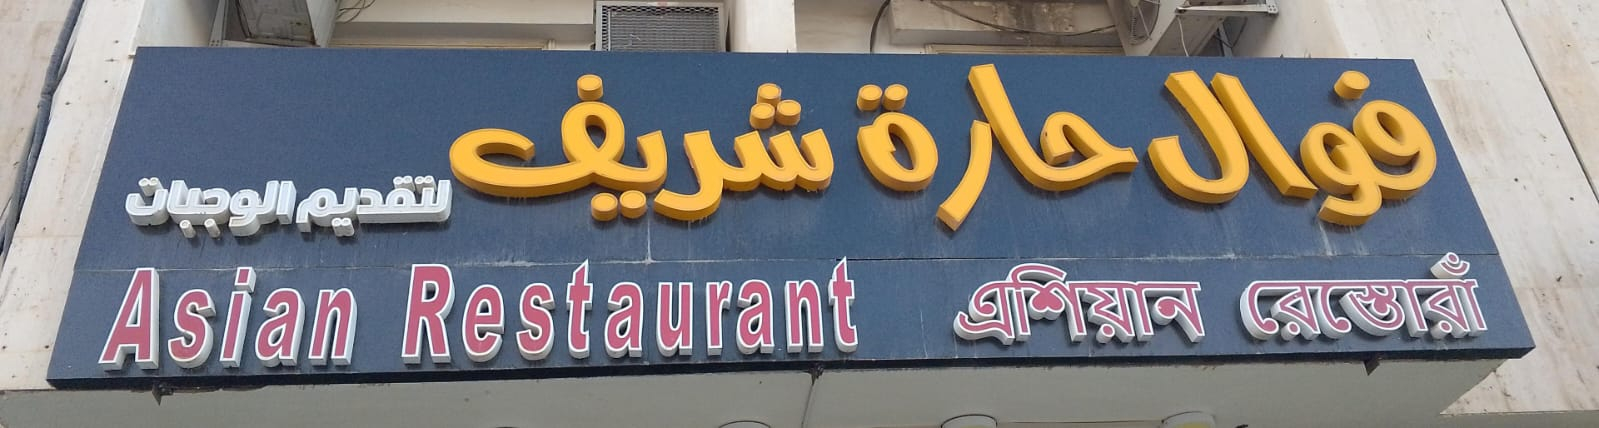 فوال حارة شريف لتقديم الوجبات
Asian Restaurant এশিয়ান রেস্তোরাঁ